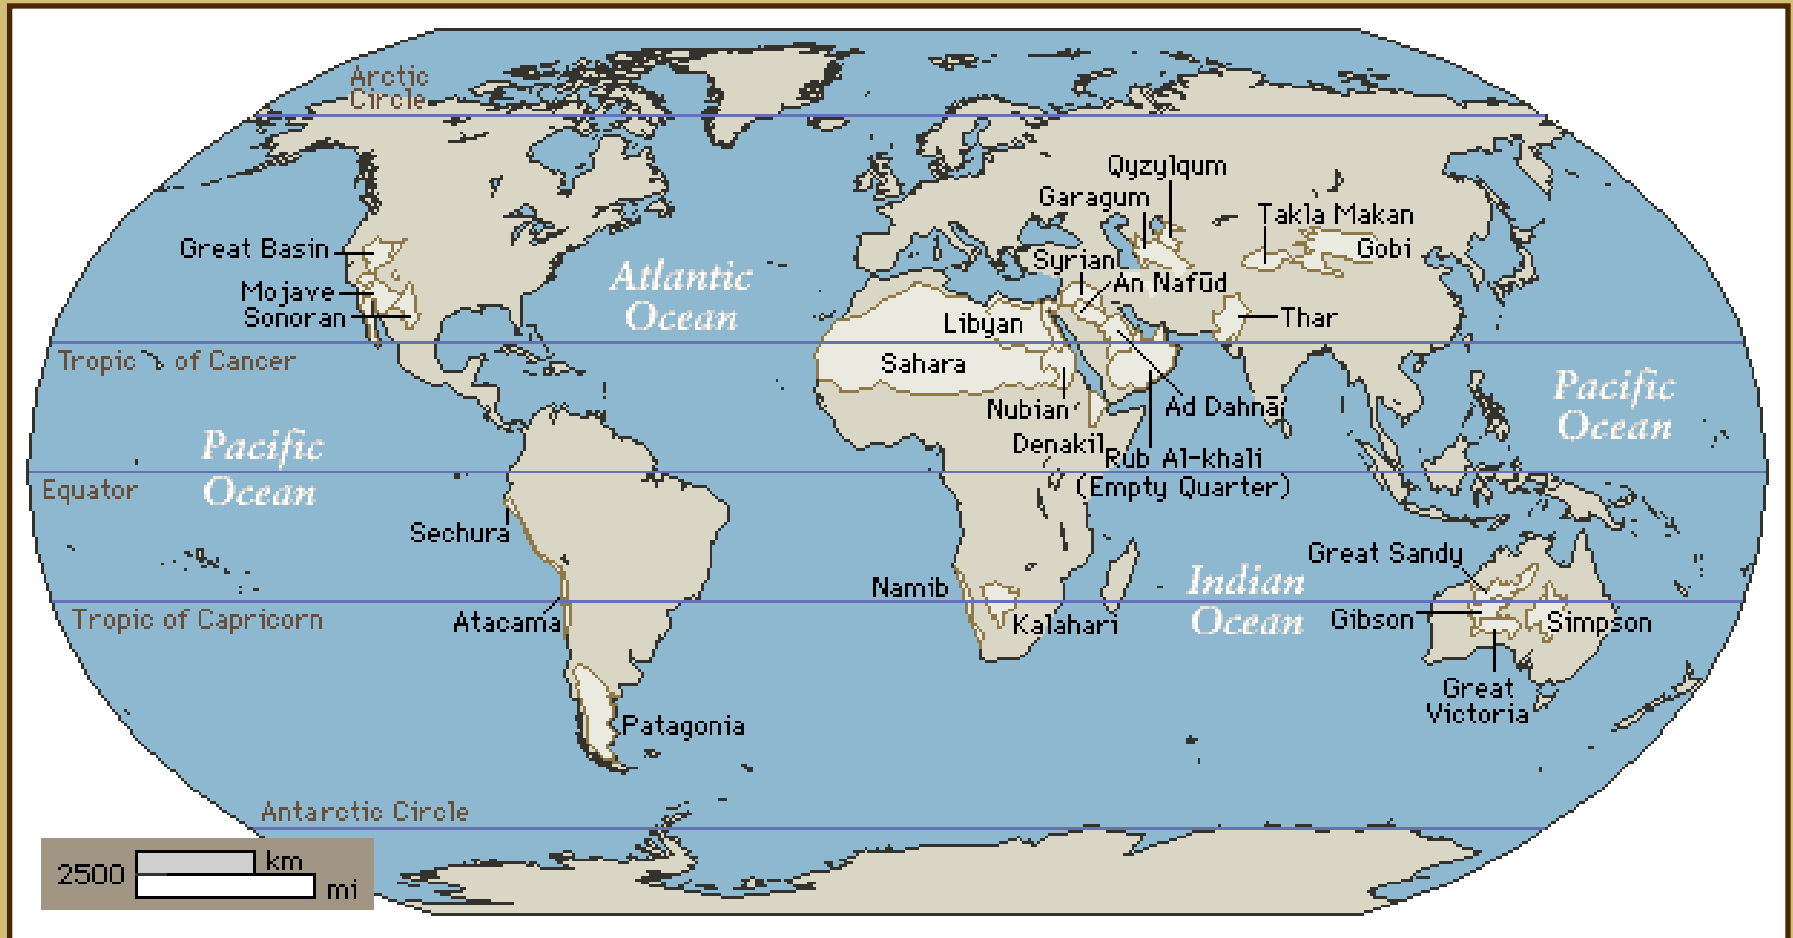 Arctic
Circle
Qyzylqum
Garagum
Takla Makan
Gobi
Great Basin
Syrian
An Nafūd
Atlantic
Ocean
Mojave
Sonoran
Libyan
Thar
Tropic of Cancer
Sahara
Pacific
Ocean
Nubian
Ad Dahnā
Denakil
Pacific
Ocean
Rub Al-khali
(Empty Quarter)
Equator
Sechura
Great Sandy
Namib
Indian
Ocean
Tropic of Capricorn
Atacama
Kalahari
Gibson
Simpson
Great
Victoria
Patagonia
Antarctic Circle
2500
km
mi